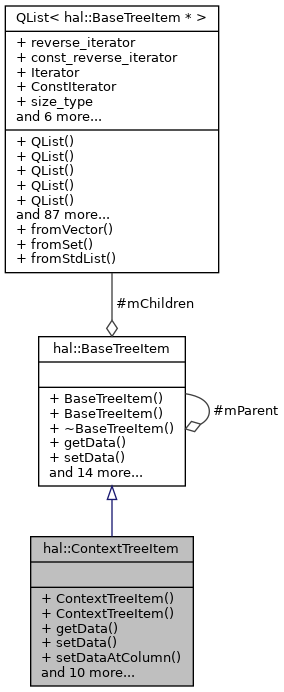 QList< hal::BaseTreeItem * >
+ reverse_iterator
+ const_reverse_iterator
+ Iterator
+ ConstIterator
+ size_type
and 6 more...
+ QList()
+ QList()
+ QList()
+ QList()
+ QList()
and 87 more...
+ fromVector()
+ fromSet()
+ fromStdList()
#mChildren
hal::BaseTreeItem
+ BaseTreeItem()
+ BaseTreeItem()
+ ~BaseTreeItem()
+ getData()
+ setData()
and 14 more...
#mParent
hal::ContextTreeItem
+ ContextTreeItem()
+ ContextTreeItem()
+ getData()
+ setData()
+ setDataAtColumn()
and 10 more...